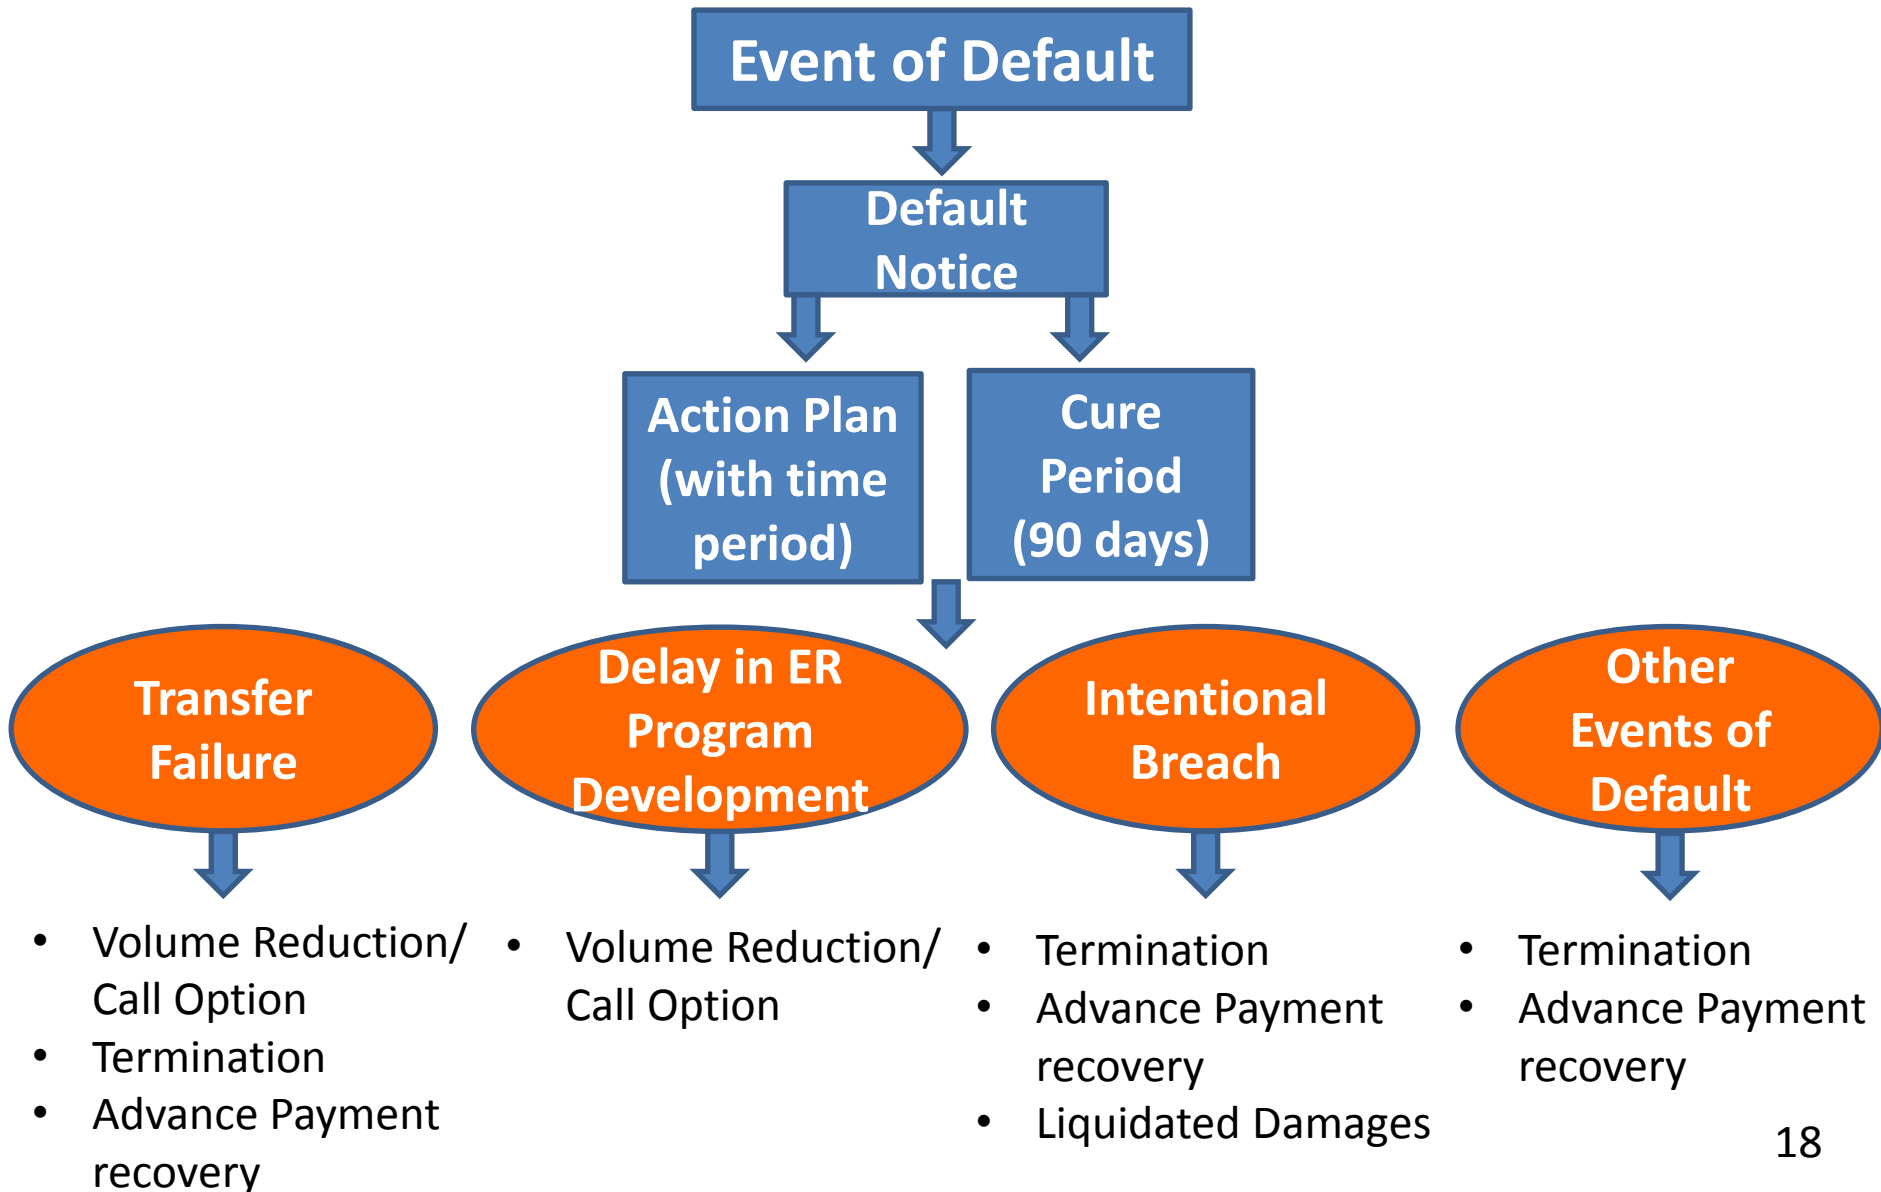 Event of Default
Default
Notice
Action Plan
(with time
period)
Cure
Period
(90 days)
Transfer
Failure
Delay in ER
Program
Development
Intentional
Breach
Other
Events of
Default
• Volume Reduction/
Call Option
• Termination
• Advance Payment
recovery
• Volume Reduction/
Call Option
• Termination
• Advance Payment
recovery
• Liquidated Damages
• Termination
• Advance Payment
recovery
18